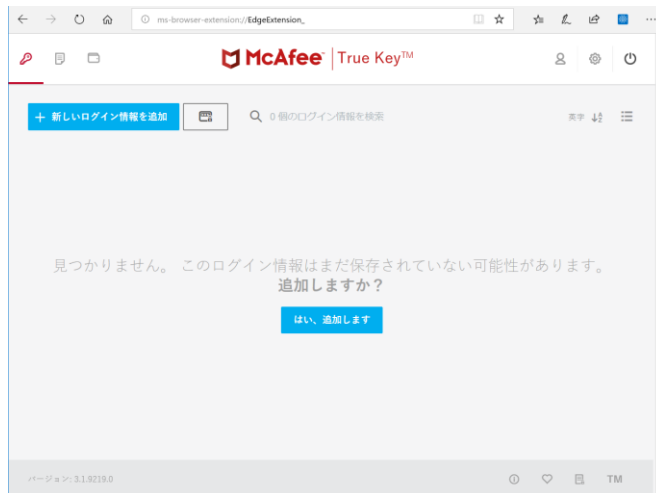 ms-browser-extension://EdgeExtension_
McAfee | True Key™
新しいログイン情報を追加
0 個のログイン情報を検索
英字
見つかりません。 このログイン情報はまだ保存されていない可能性があります。
追加しますか？
はい、追加します
バージョン: 3.1.9219.0
TM